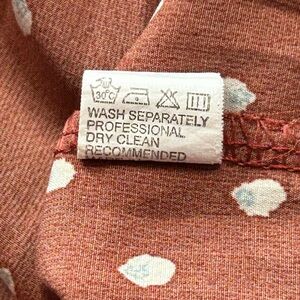 30°C
WASH SEPARATELY
PROFESSIONAL
DRY CLEAN
RECOMMENDED